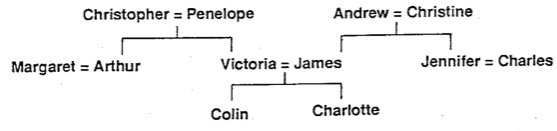 Christopher = Penelope Andrew = Christine
Margaret = Arthur Victoria = James Jennifer = Charles
Colin Charlotte